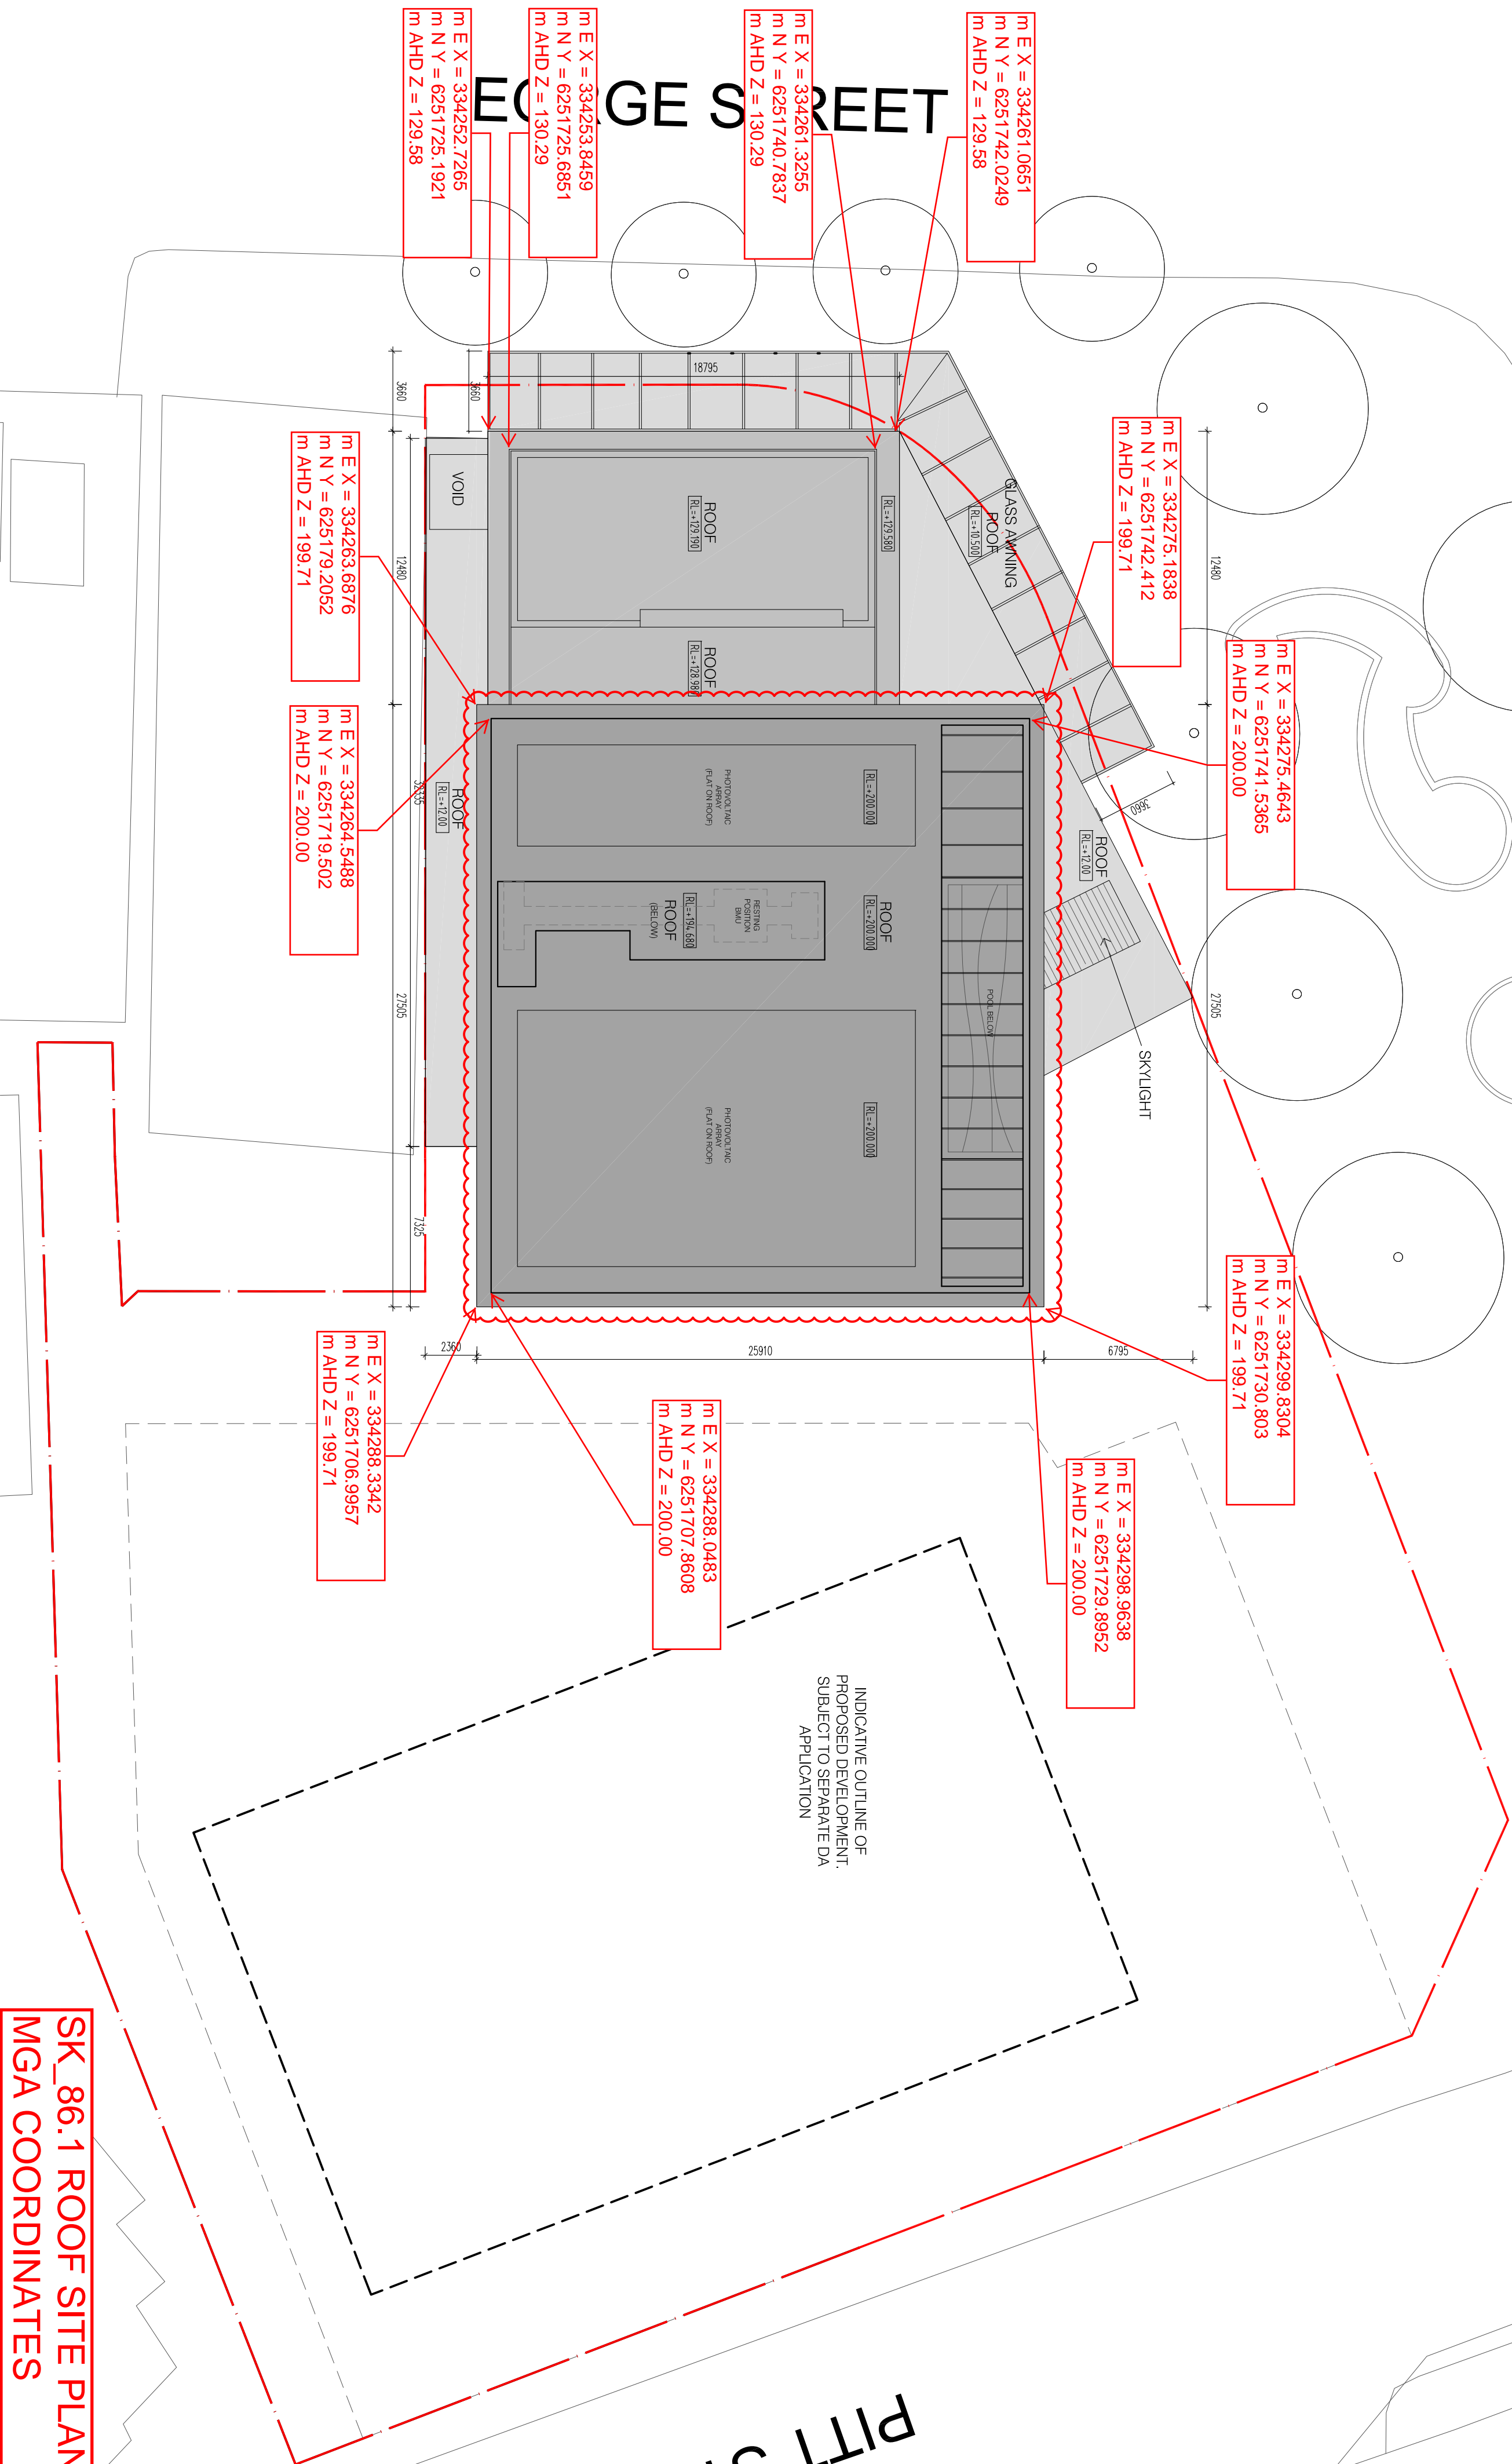 EORGE STREET
m E X = 334261.0651
m N Y = 6251742.0249
m AHD Z = 129.58
m E X = 334261.3255
m N Y = 6251740.7837
m AHD Z = 130.29
m E X = 334253.8459
m N Y = 6251725.6851
m AHD Z = 130.29
m E X = 334252.7265
m N Y = 6251725.1921
m AHD Z = 129.58
m E X = 334275.1838
m N Y = 6251742.412
m AHD Z = 199.71
m E X = 334275.4643
m N Y = 6251741.5365
m AHD Z = 200.00
m E X = 334263.6876
m N Y = 625179.2052
m AHD Z = 199.71
m E X = 334264.5488
m N Y = 6251719.502
m AHD Z = 200.00
m E X = 334299.8304
m N Y = 6251730.803
m AHD Z = 199.71
m E X = 334298.9638
m N Y = 6251729.8952
m AHD Z = 200.00
m E X = 334288.0483
m N Y = 6251707.8608
m AHD Z = 200.00
m E X = 334288.3342
m N Y = 6251706.9957
m AHD Z = 199.71
18795
3660
3660
12480
12480
3660
27505
27505
32335
7325
2360
25910
6795
VOID
GLASS AWNING
ROOF
RL=+10.500
RL=+129.580
ROOF
RL=+129.190
ROOF
RL=+128.980
ROOF
RL=+12.00
ROOF
RL=+12.00
SKYLIGHT
RL=+200.000
PHOTOVOLTAIC
ARRAY
(FLAT ON ROOF)
ROOF
RL=+200.000
RESTING
POSITION
BMU
RL=+194.680
ROOF
(BELOW)
POOL BELOW
RL=+200.000
PHOTOVOLTAIC
ARRAY
(FLAT ON ROOF)
INDICATIVE OUTLINE OF
PROPOSED DEVELOPMENT.
SUBJECT TO SEPARATE DA
APPLICATION
PITT S
SK_86.1 ROOF SITE PLAN
MGA COORDINATES